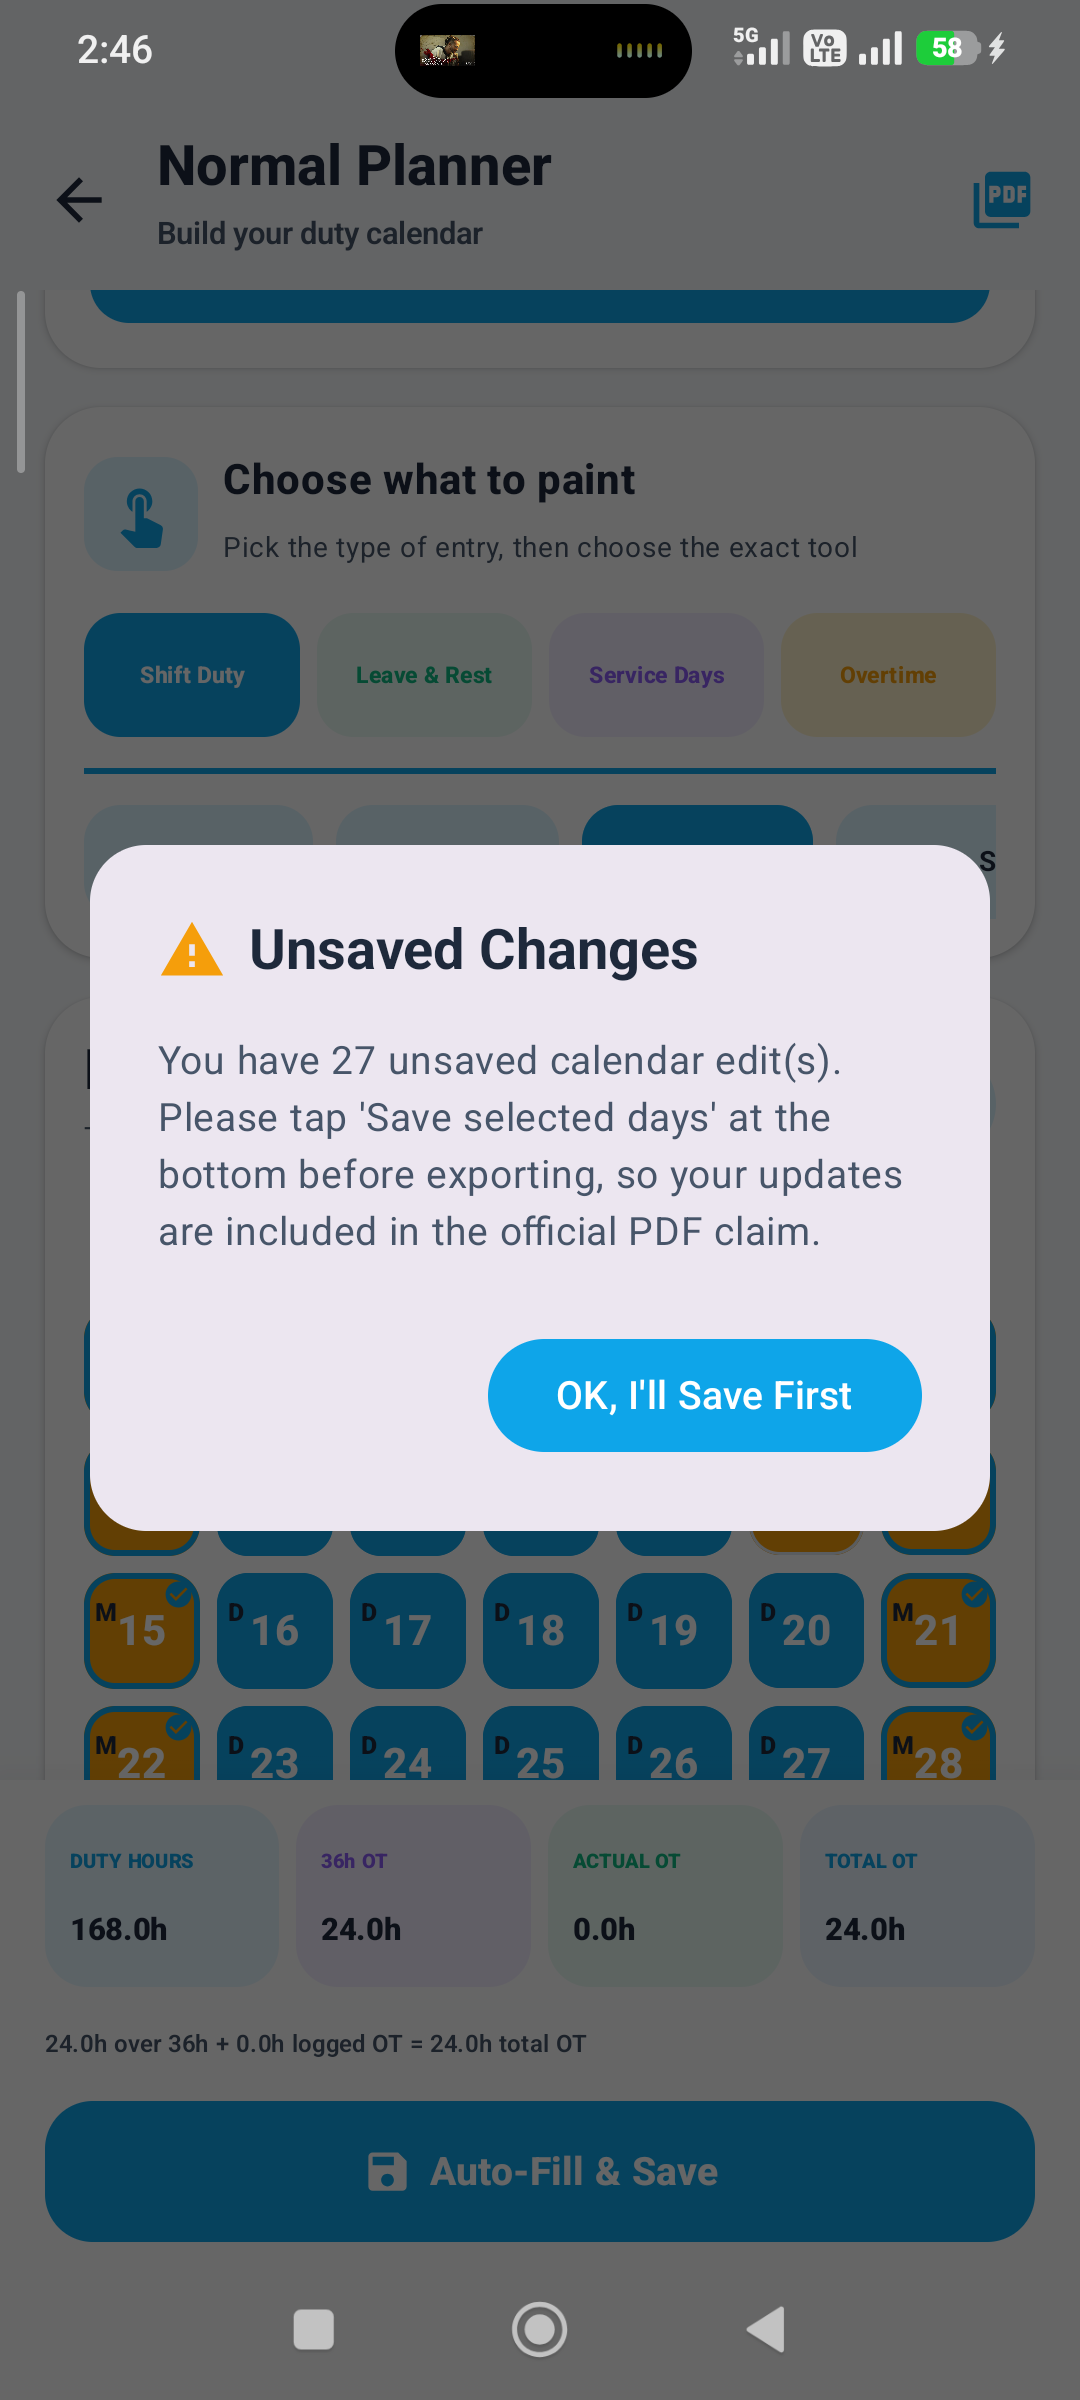 2:46
5G
Vo
LTE
58
Normal Planner
PDF
Build your duty calendar
Choose what to paint
Pick the type of entry, then choose the exact tool
Shift Duty
Leave & Rest
Service Days
Overtime
S
Unsaved Changes
You have 27 unsaved calendar edit(s).
Please tap 'Save selected days' at the
bottom before exporting, so your updates
are included in the official PDF claim.
OK, I'll Save First
M 15 D 16 D 17 D 18 D 19 D 20 M 21
M 22 D 23 D 24 D 25 D 26 D 27 M 28
DUTY HOURS
168.0h
36h OT
24.0h
ACTUAL OT
0.0h
TOTAL OT
24.0h
24.0h over 36h + 0.0h logged OT = 24.0h total OT
Auto-Fill & Save